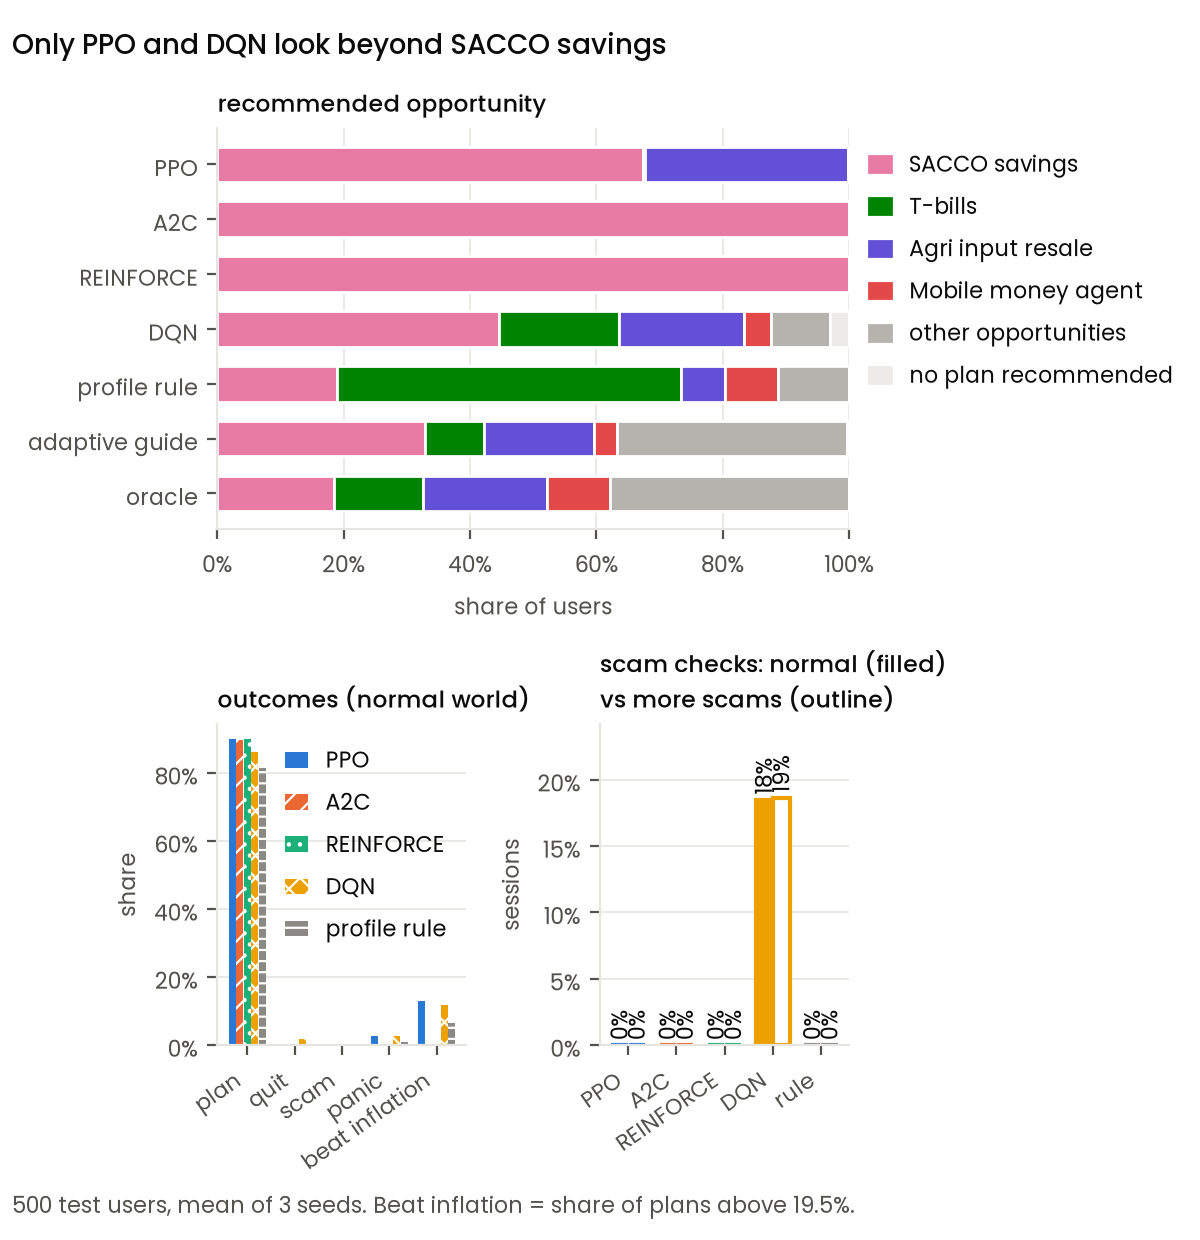 Only PPO and DQN look beyond SACCO savings
recommended opportunity
PPO
A2C
REINFORCE
DQN
profile rule
adaptive guide
oracle
0%
20%
40%
60%
80%
100%
share of users
SACCO savings
T-bills
Agri input resale
Mobile money agent
other opportunities
no plan recommended
outcomes (normal world)
share
80%
60%
40%
20%
0%
PPO
A2C
REINFORCE
DQN
profile rule
plan
quit
scam
panic
beat inflation
scam checks: normal (filled)
vs more scams (outline)
sessions
20%
15%
10%
5%
0%
0%
0%
0%
0%
0%
0%
18%
19%
0%
0%
PPO
A2C
REINFORCE
DQN
rule
500 test users, mean of 3 seeds. Beat inflation = share of plans above 19.5%.